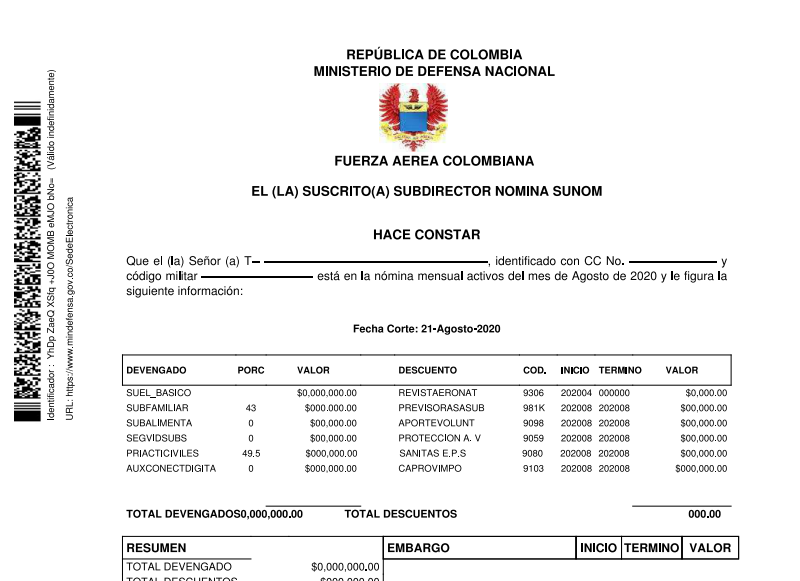 REPÚBLICA DE COLOMBIA
MINISTERIO DE DEFENSA NACIONAL
FUERZA AEREA COLOMBIANA
EL (LA) SUSCRITO(A) SUBDIRECTOR NOMINA SUNOM
HACE CONSTAR
Que el (la) Señor (a) T , identificado con CC No. y
código militar está en la nómina mensual activos del mes de Agosto de 2020 y le figura la
siguiente información:
Fecha Corte: 21-Agosto-2020
DEVENGADO PORC VALOR DESCUENTO COD. INICIO TERMINO VALOR
SUEL_BASICO $0,000,000.00 REVISTAERONAT 9306 202004 000000 $0,000.00
SUBFAMILIAR 43 $000.000.00 PREVISORASASUB 981K 202008 202008 $00,000.00
SUBALIMENTA 0 $00,000.00 APORTEVOLUNT 9098 202008 202008 $00,000.00
SEGVIDSUBS 0 $00,000.00 PROTECCION A. V 9059 202008 202008 $00,000.00
PRIACTICIVILES 49.5 $000,000.00 SANITAS E.P.S 9080 202008 202008 $00,000.00
AUXCONECTDIGITA 0 $000,000.00 CAPROVIMPO 9103 202008 202008 $000,000.00
TOTAL DEVENGADOS0,000,000.00 TOTAL DESCUENTOS 000.00
RESUMEN EMBARGO INICIO TERMINO VALOR
TOTAL DEVENGADO $0,000,000.00
TOTAL DESCUENTOS $000,000.00
Identificador : YhDp ZaeQ XSfq +J0O MOMB eMJO bNo= (Válido indefinidamente)
URL: https://www.mindefensa.gov.co/SedeElectronica